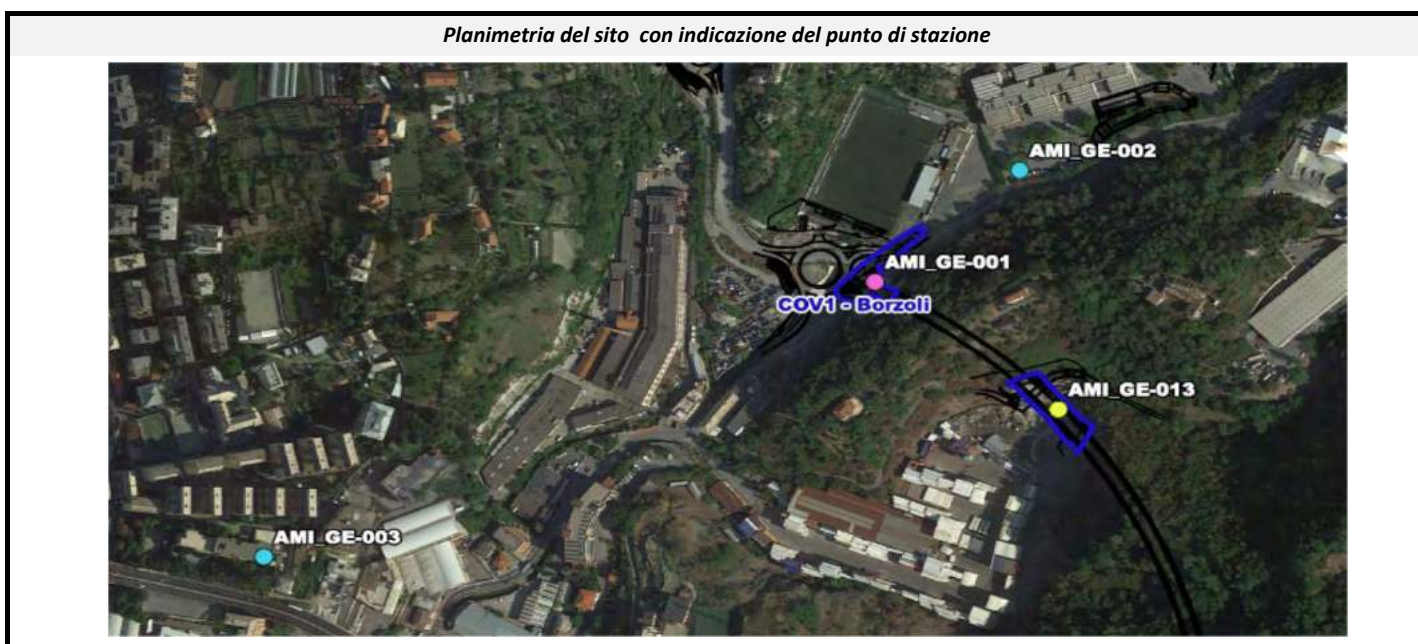 Planimetria del sito con indicazione del punto di stazione
AMI_GE-002
AMI_GE-001
COV1 - Borzoli
AMI_GE-013
AMI_GE-003